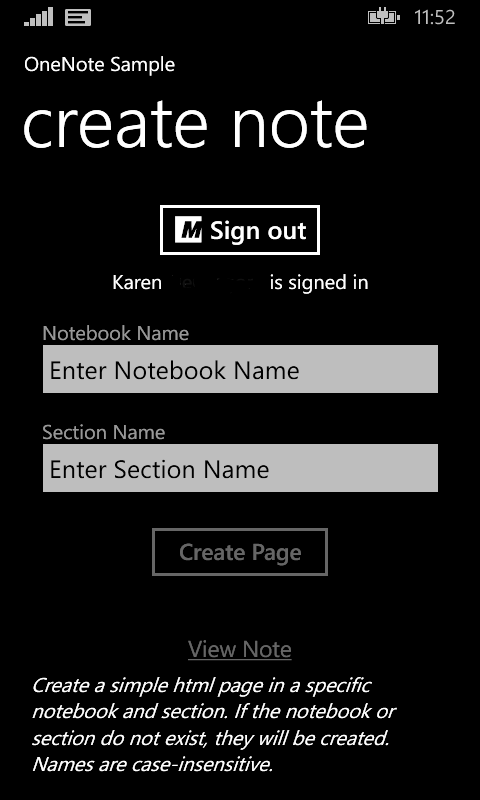 11:52
OneNote Sample
create note
Sign out
Karen is signed in
Notebook Name
Enter Notebook Name
Section Name
Enter Section Name
Create Page
View Note
Create a simple html page in a specific
notebook and section. If the notebook or
section do not exist, they will be created.
Names are case-insensitive.